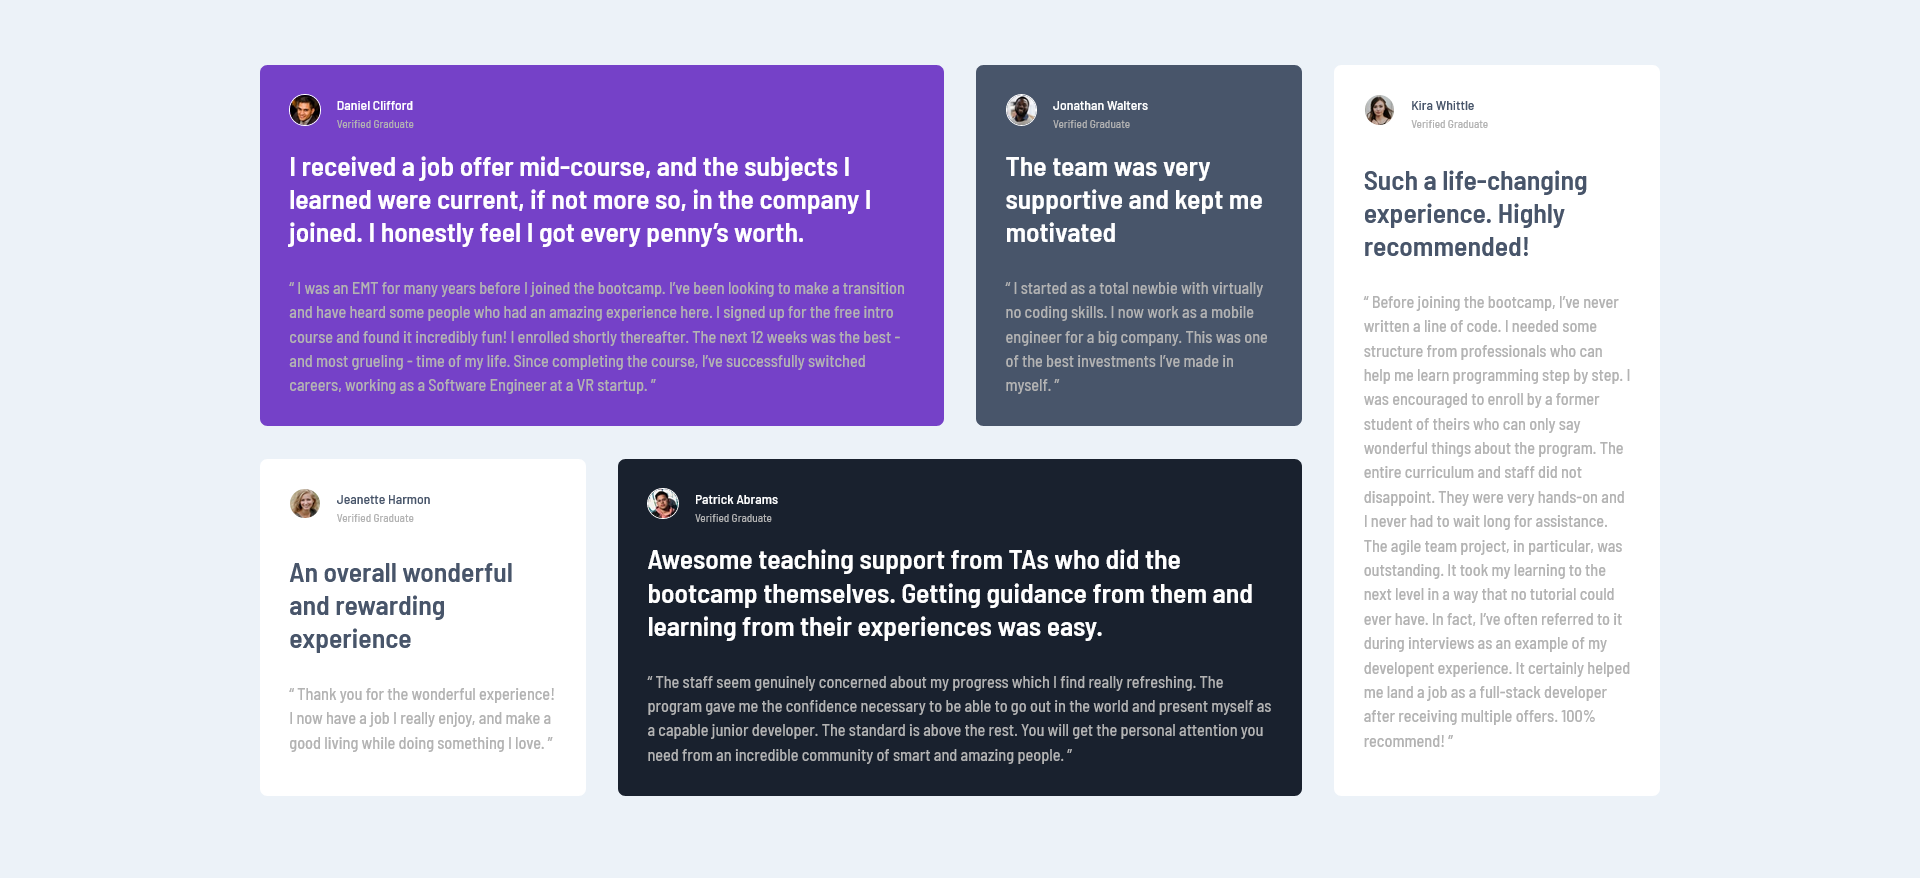 Daniel Clifford
Verified Graduate
I received a job offer mid-course, and the subjects I
learned were current, if not more so, in the company I
joined. I honestly feel I got every penny’s worth.
“ I was an EMT for many years before I joined the bootcamp. I’ve been looking to make a transition
and have heard some people who had an amazing experience here. I signed up for the free intro
course and found it incredibly fun! I enrolled shortly thereafter. The next 12 weeks was the best -
and most grueling - time of my life. Since completing the course, I’ve successfully switched
careers, working as a Software Engineer at a VR startup. ”
Jonathan Walters
Verified Graduate
The team was very
supportive and kept me
motivated
“ I started as a total newbie with virtually
no coding skills. I now work as a mobile
engineer for a big company. This was one
of the best investments I’ve made in
myself. ”
Kira Whittle
Verified Graduate
Such a life-changing
experience. Highly
recommended!
“ Before joining the bootcamp, I’ve never
written a line of code. I needed some
structure from professionals who can
help me learn programming step by step. I
was encouraged to enroll by a former
student of theirs who can only say
wonderful things about the program. The
entire curriculum and staff did not
disappoint. They were very hands-on and
I never had to wait long for assistance.
The agile team project, in particular, was
outstanding. It took my learning to the
next level in a way that no tutorial could
ever have. In fact, I’ve often referred to it
during interviews as an example of my
developent experience. It certainly helped
me land a job as a full-stack developer
after receiving multiple offers. 100%
recommend! ”
Jeanette Harmon
Verified Graduate
An overall wonderful
and rewarding
experience
“ Thank you for the wonderful experience!
I now have a job I really enjoy, and make a
good living while doing something I love. ”
Patrick Abrams
Verified Graduate
Awesome teaching support from TAs who did the
bootcamp themselves. Getting guidance from them and
learning from their experiences was easy.
“ The staff seem genuinely concerned about my progress which I find really refreshing. The
program gave me the confidence necessary to be able to go out in the world and present myself as
a capable junior developer. The standard is above the rest. You will get the personal attention you
need from an incredible community of smart and amazing people. ”